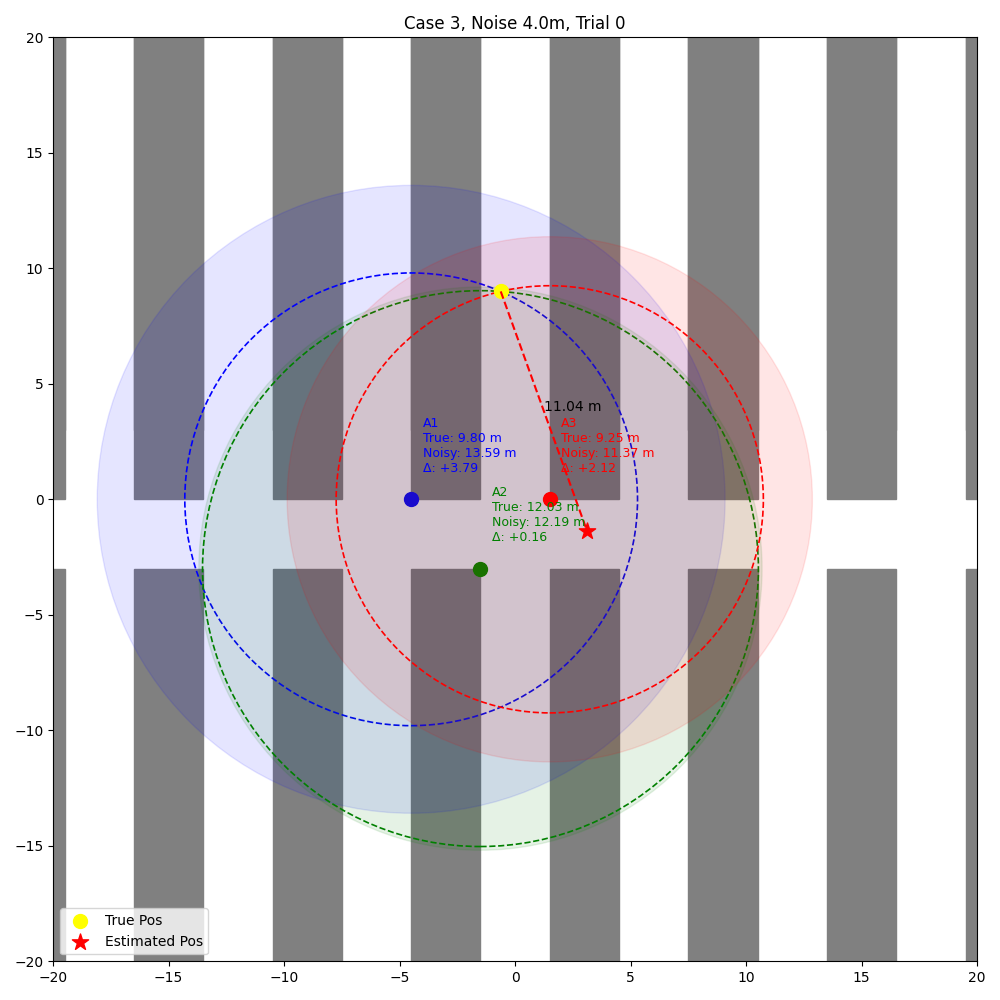 Case 3, Noise 4.0m, Trial 0
20
15
10
5
0
−5
−10
−15
−20
11.04 m
A1
True: 9.80 m
Noisy: 13.59 m
Δ: +3.79
A3
True: 9.25 m
Noisy: 11.37 m
Δ: +2.12
A2
True: 12.03 m
Noisy: 12.19 m
Δ: +0.16
True Pos
Estimated Pos
−20
−15
−10
−5
0
5
10
15
20